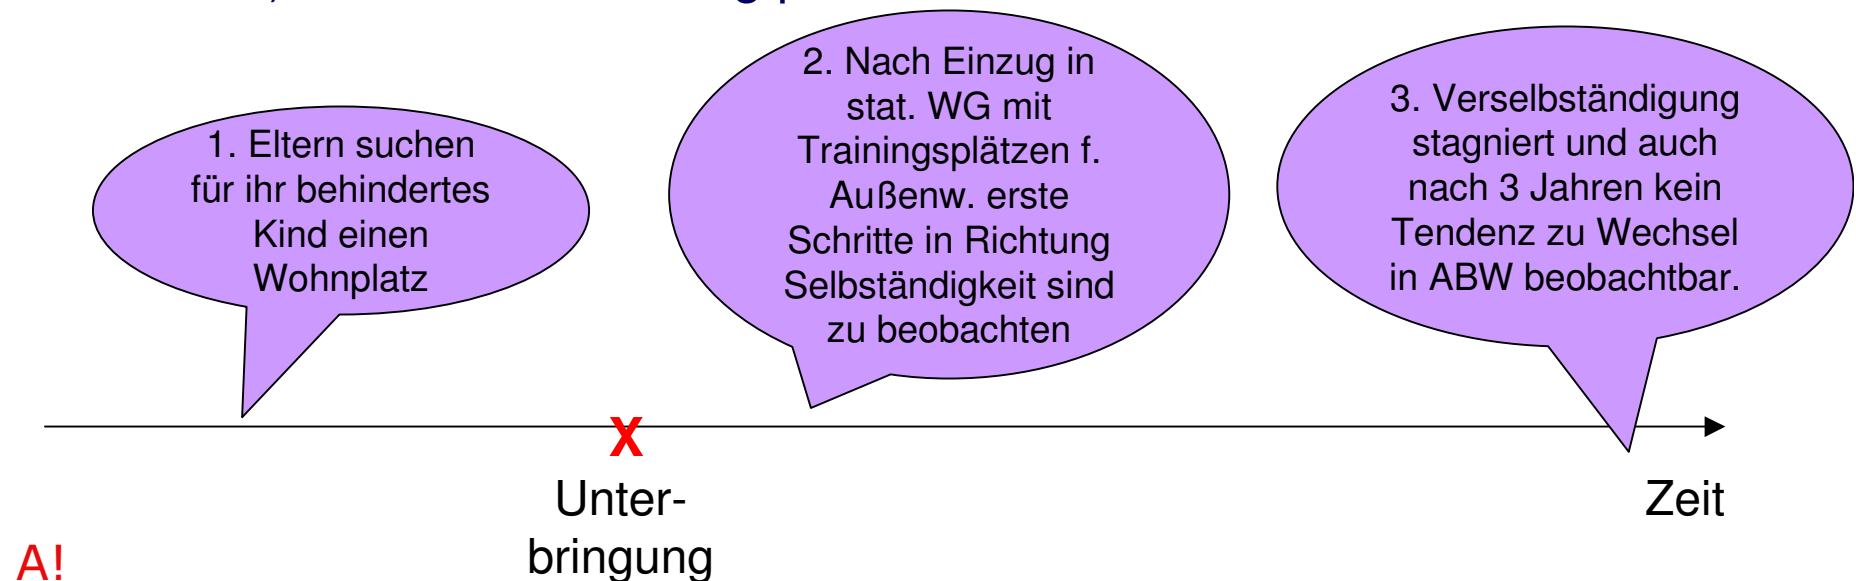 1. Eltern suchen
für ihr behindertes
Kind einen
Wohnplatz
2. Nach Einzug in
stat. WG mit
Trainingsplätzen f.
Außenw. erste
Schritte in Richtung
Selbständigkeit sind
zu beobachten
3. Verselbständigung
stagniert und auch
nach 3 Jahren kein
Tendenz zu Wechsel
in ABW beobachtbar.
X
Unter-
bringung
Zeit
A!